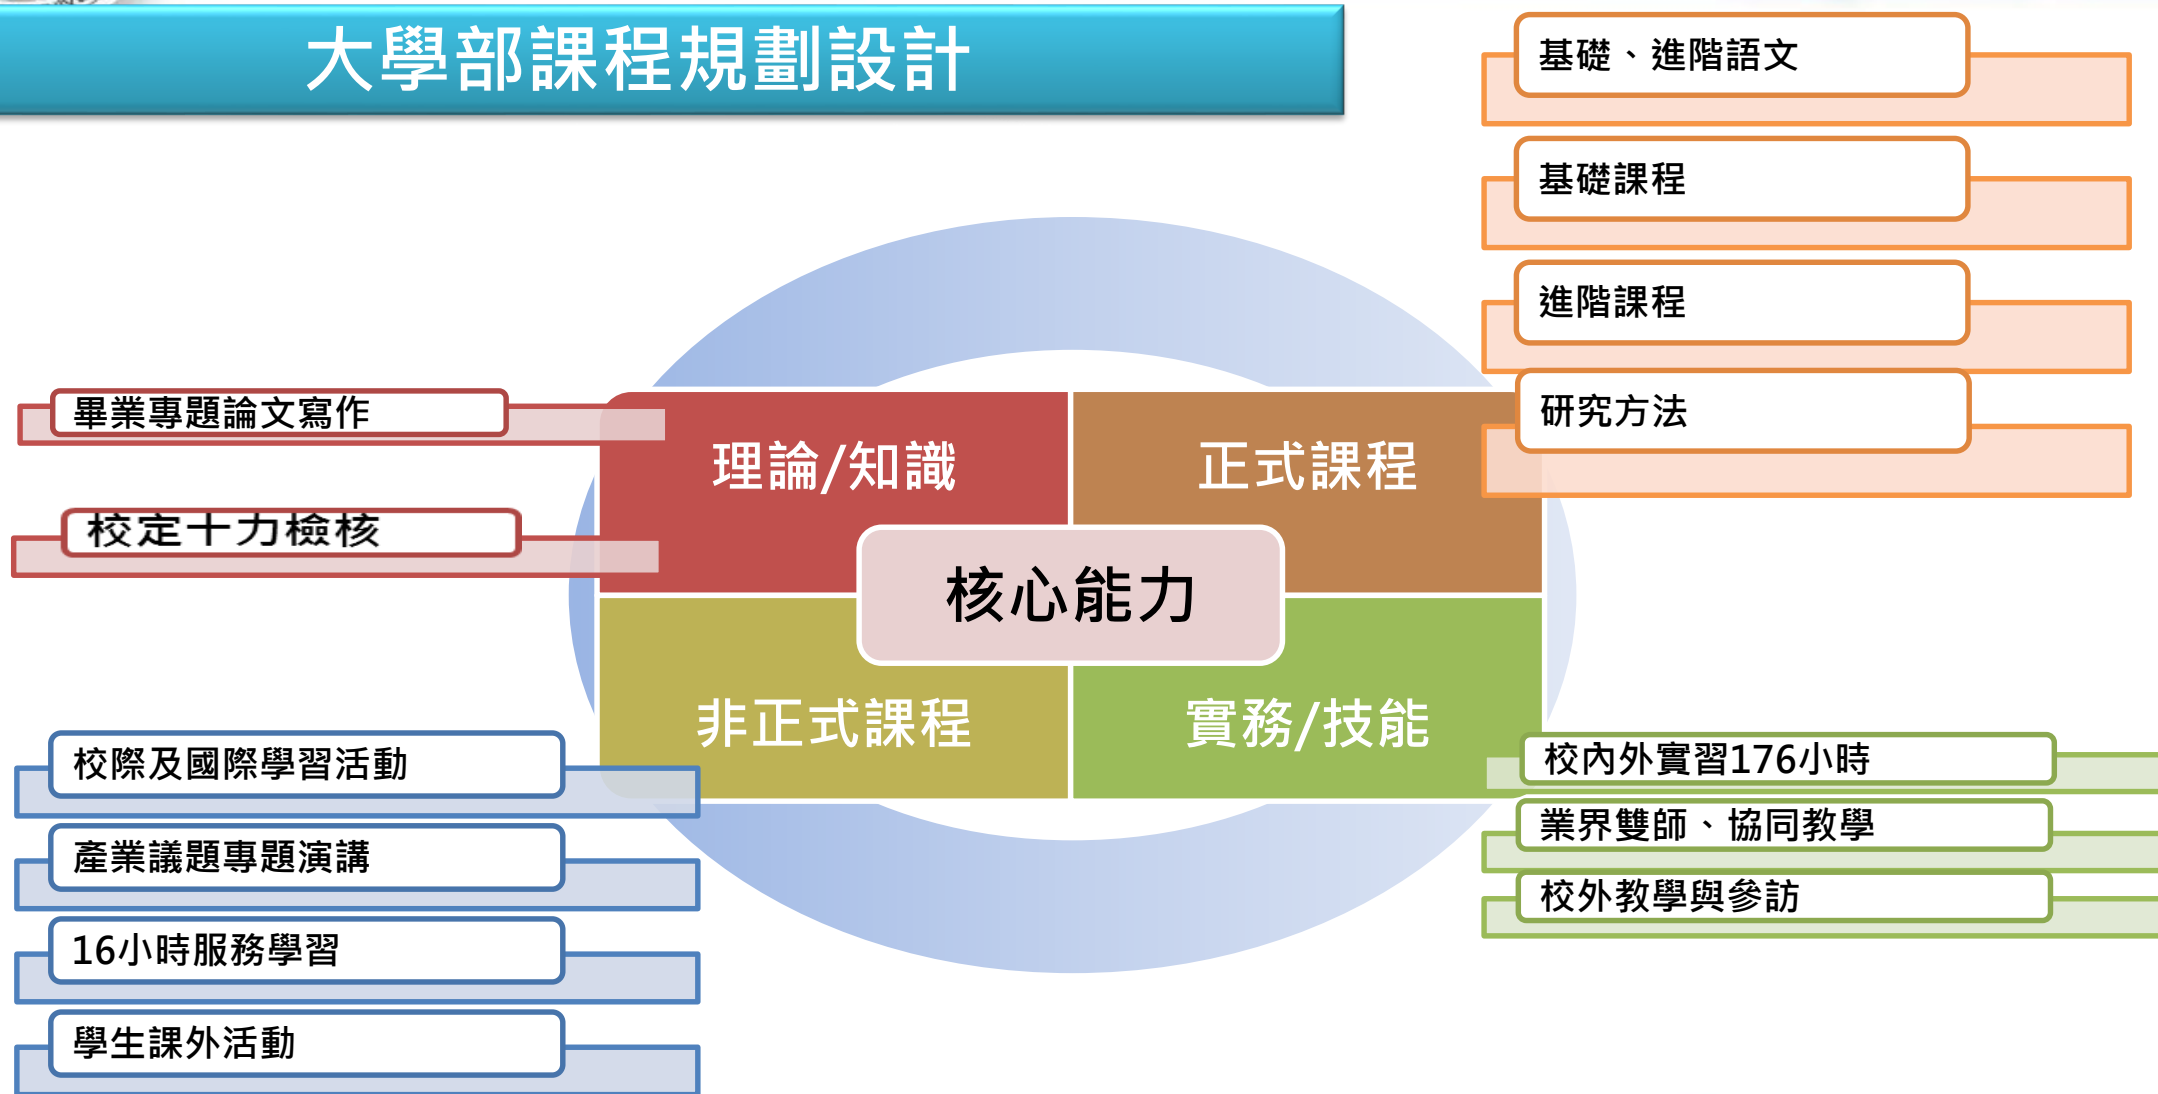 大學部課程規劃設計
基礎、進階語文
基礎課程
進階課程
研究方法
畢業專題論文寫作
校定十力檢核
理論/知識
正式課程
核心能力
非正式課程
實務/技能
校際及國際學習活動
產業議題專題演講
16小時服務學習
學生課外活動
校內外實習176小時
業界雙師、協同教學
校外教學與參訪